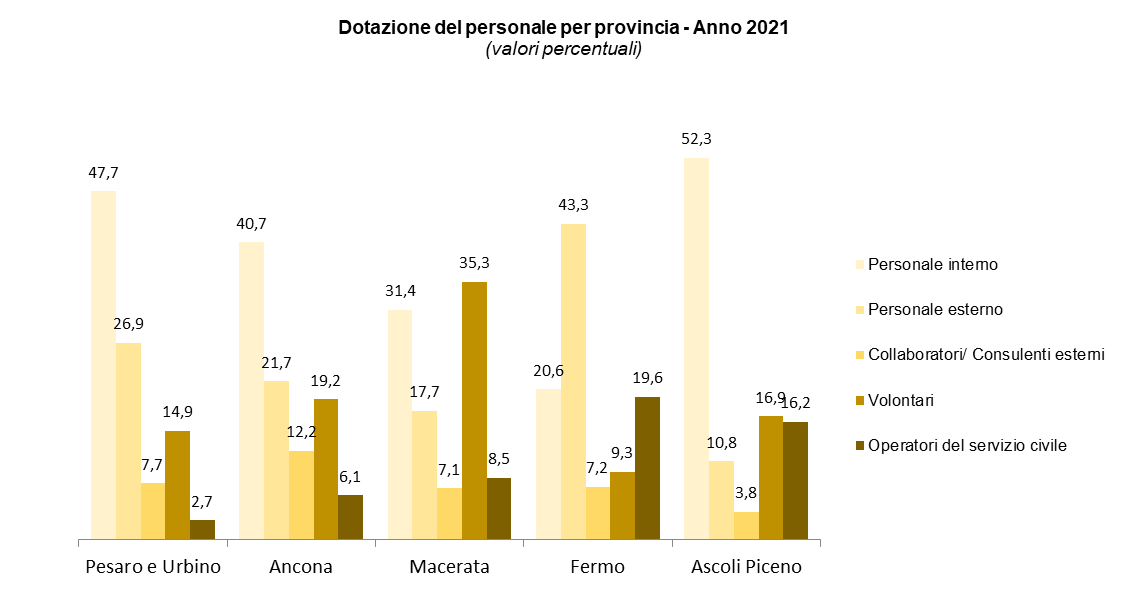 Dotazione del personale per provincia - Anno 2021
(valori percentuali)
47,7
26,9
7,7
14,9
2,7
40,7
21,7
12,2
19,2
6,1
31,4
17,7
7,1
35,3
8,5
20,6
43,3
7,2
9,3
19,6
52,3
10,8
3,8
16,9
16,2
Pesaro e Urbino
Ancona
Macerata
Fermo
Ascoli Piceno
Personale interno
Personale esterno
Collaboratori/ Consulenti esterni
Volontari
Operatori del servizio civile